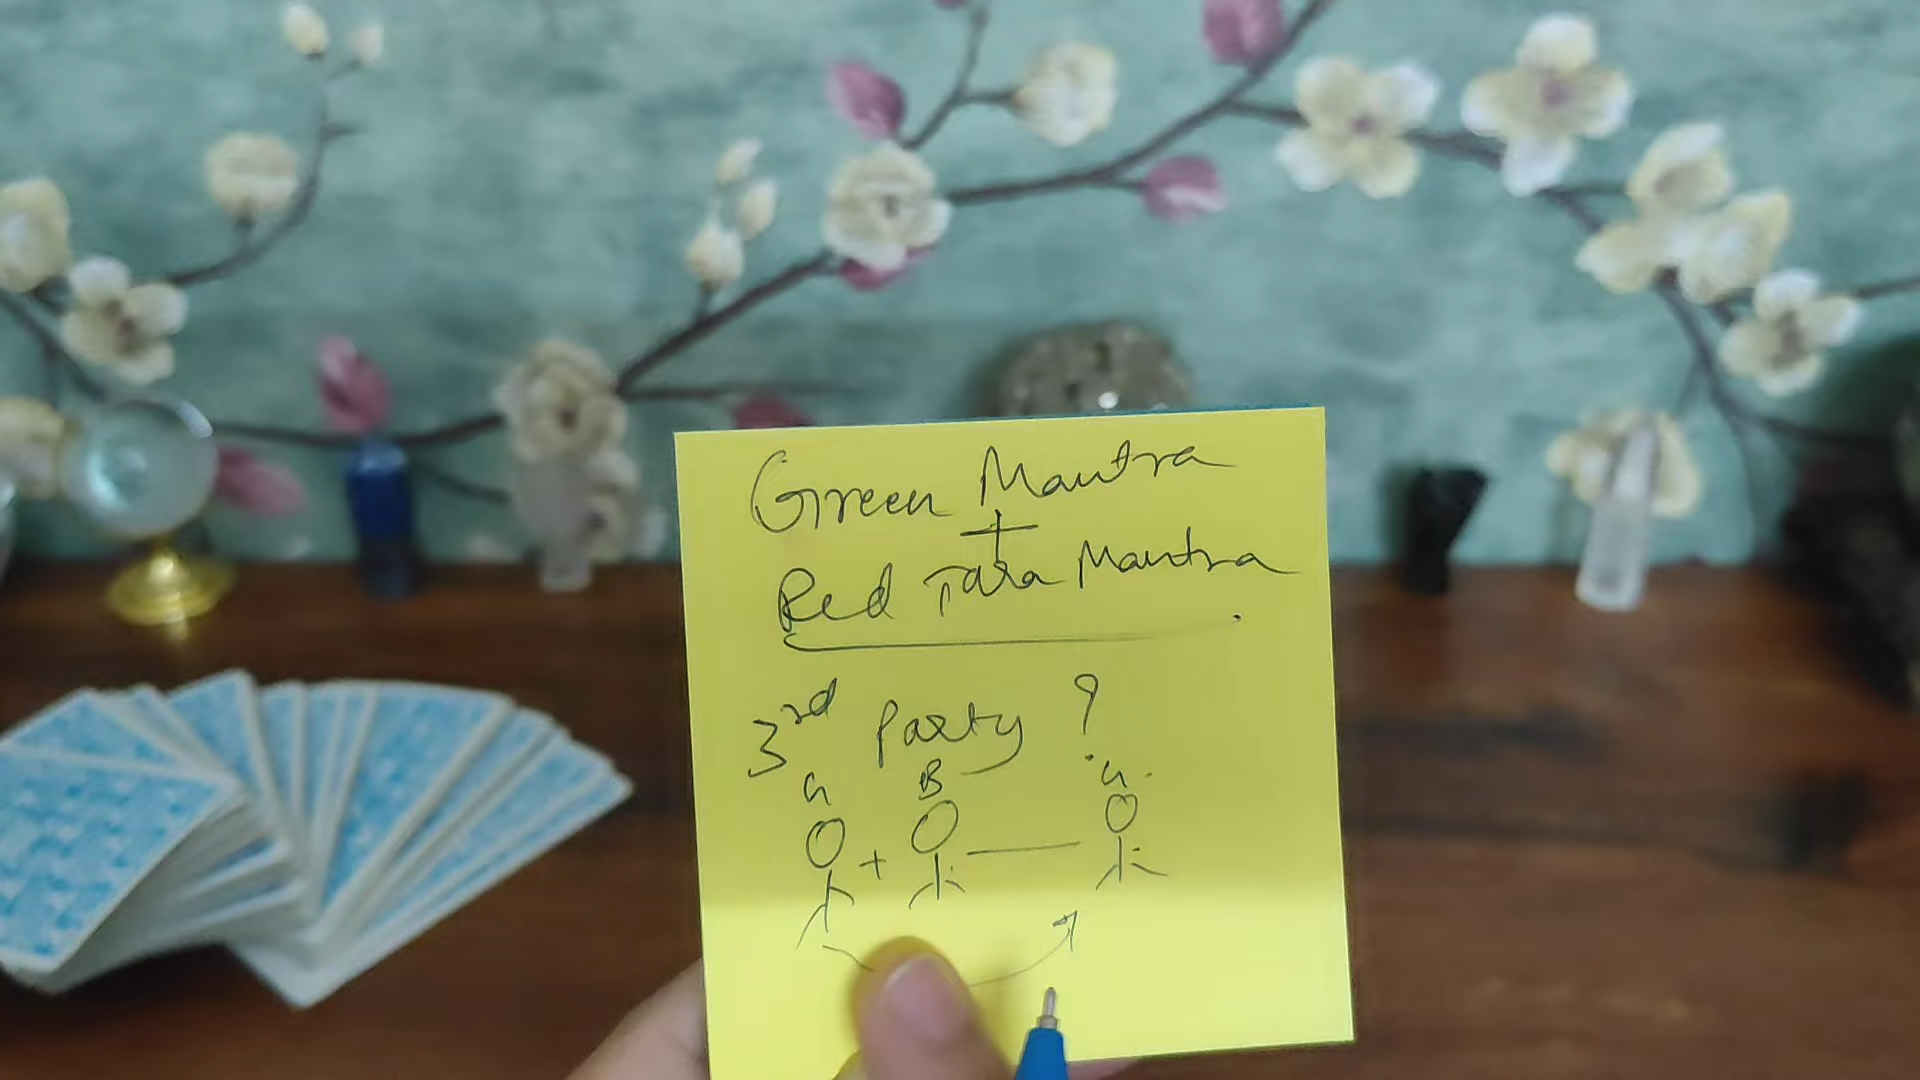 Green Mantra
+
Red Tara Mantra
3rd Party ?
G B G
+